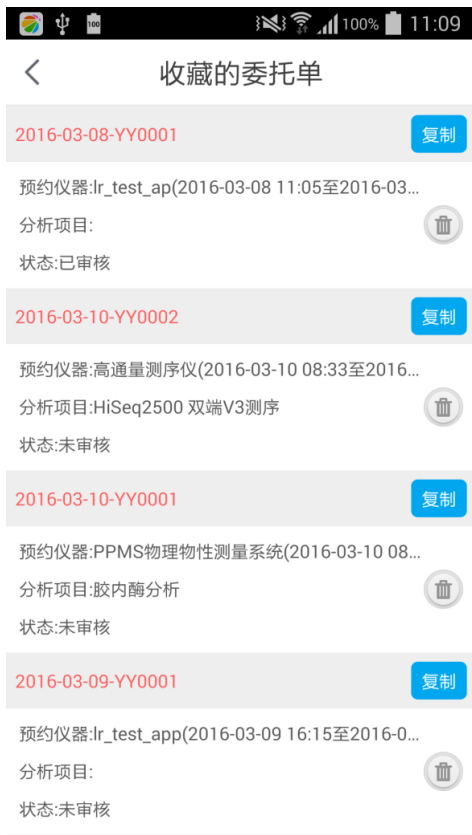 100 100% 11:09
收藏的委托单
2016-03-08-YY0001 复制
预约仪器:lr_test_ap(2016-03-08 11:05至2016-03...
分析项目:
状态:已审核
2016-03-10-YY0002 复制
预约仪器:高通量测序仪(2016-03-10 08:33至2016...
分析项目:HiSeq2500 双端V3测序
状态:未审核
2016-03-10-YY0001 复制
预约仪器:PPMS物理物性测量系统(2016-03-10 08...
分析项目:胶内酶分析
状态:未审核
2016-03-09-YY0001 复制
预约仪器:lr_test_app(2016-03-09 16:15至2016-0...
分析项目:
状态:未审核